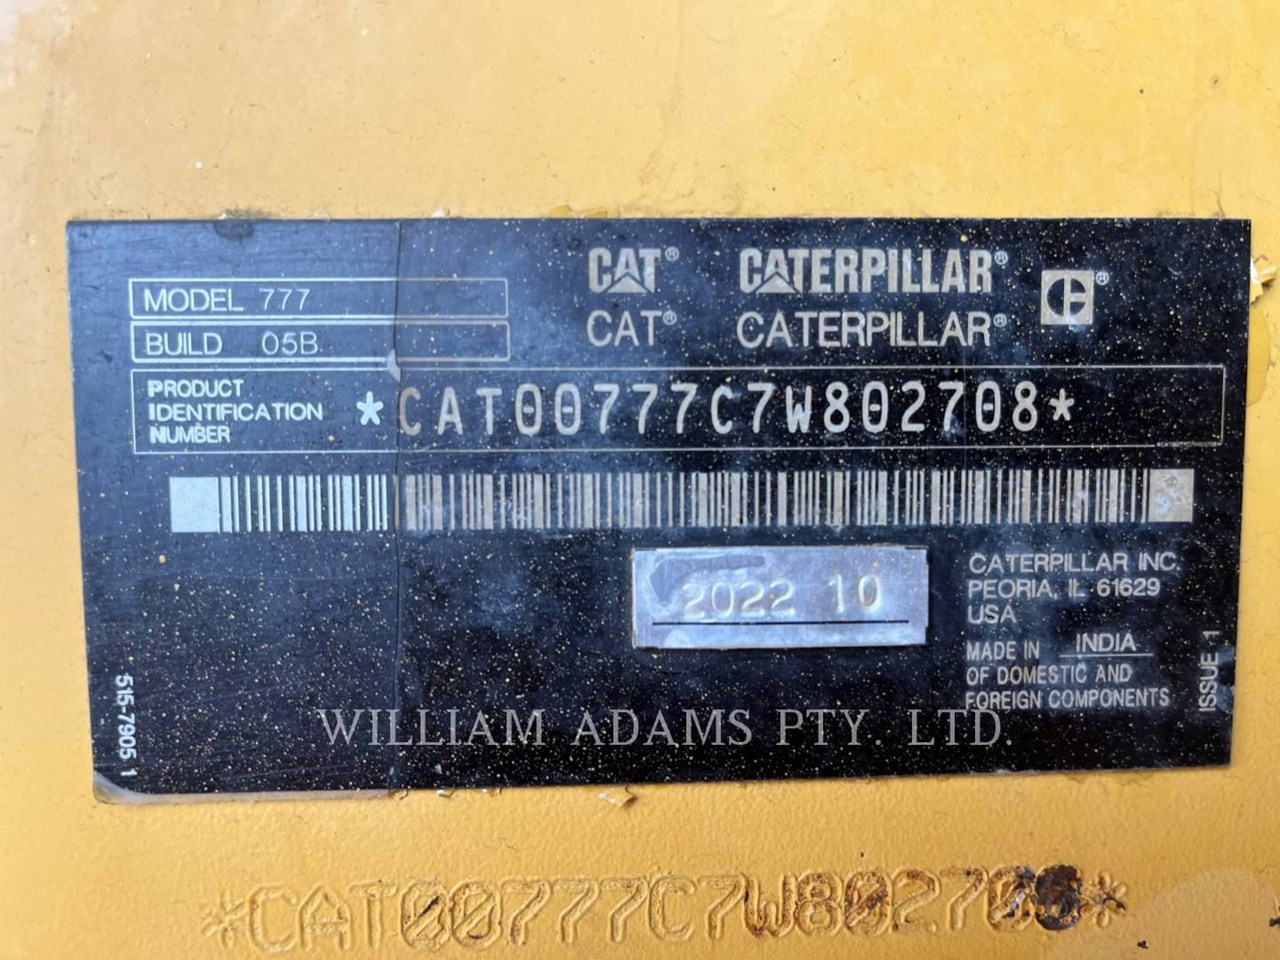 CAT® CATERPILLAR® ®
CAT® CATERPILLAR®
MODEL 777
BUILD 05B
PRODUCT
IDENTIFICATION
NUMBER
*CAT00777C7W802708*
2022 10
CATERPILLAR INC.
PEORIA, IL 61629
USA
MADE IN INDIA
OF DOMESTIC AND
FOREIGN COMPONENTS
ISSUE 1
515-7905 1
WILLIAM ADAMS PTY. LTD.
*CAT00777C7W802708*